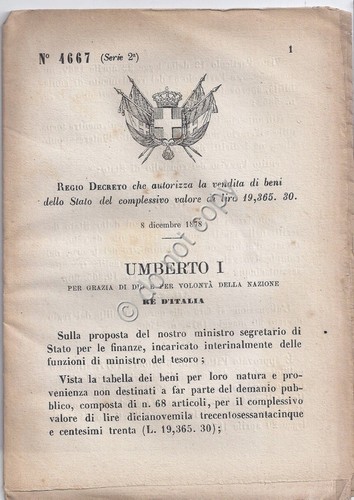 1
N° 4667 (Serie 2ª)
REGIO DECRETO che autorizza la vendita di beni
dello Stato del complessivo valore di lire 19,365. 30.
8 dicembre 1878
UMBERTO I
PER GRAZIA DI DIO E PER VOLONTÀ DELLA NAZIONE
RE D'ITALIA
Sulla proposta del nostro ministro segretario di
Stato per le finanze, incaricato interinalmente delle
funzioni di ministro del tesoro;
Vista la tabella dei beni per loro natura e pro-
venienza non destinati a far parte del demanio pub-
blico, composta di n. 68 articoli, per il complessivo
valore di lire dicianovemila trecentosessantacinque
e centesimi trenta (L. 19,365. 30);
do not copy